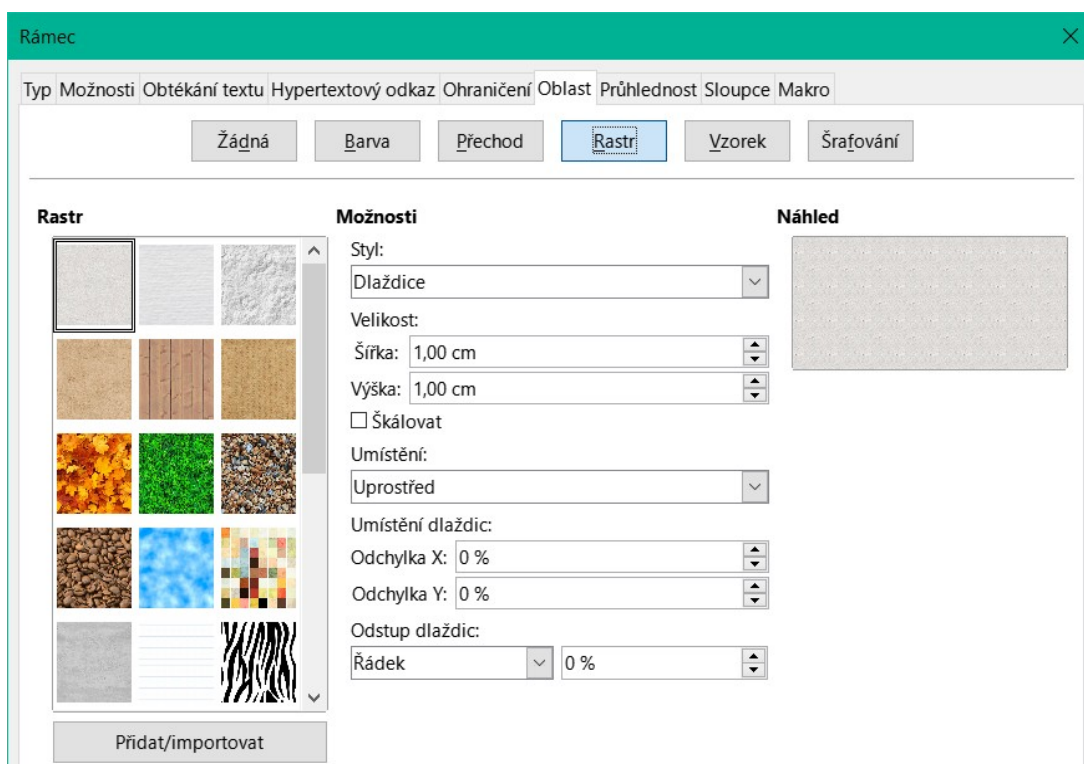 Rámec
Typ Možnosti Obtékání textu Hypertextový odkaz Ohraničení Oblast Průhlednost Sloupce Makro
Žádná Barva Přechod Rastr Vzorek Šrafování
Rastr Možnosti Náhled
Styl:
Dlaždice
Velikost:
Šířka: 1,00 cm
Výška: 1,00 cm
Škálovat
Umístění:
Uprostřed
Umístění dlaždic:
Odchylka X: 0 %
Odchylka Y: 0 %
Odstup dlaždic:
Řádek 0 %
Přidat/importovat